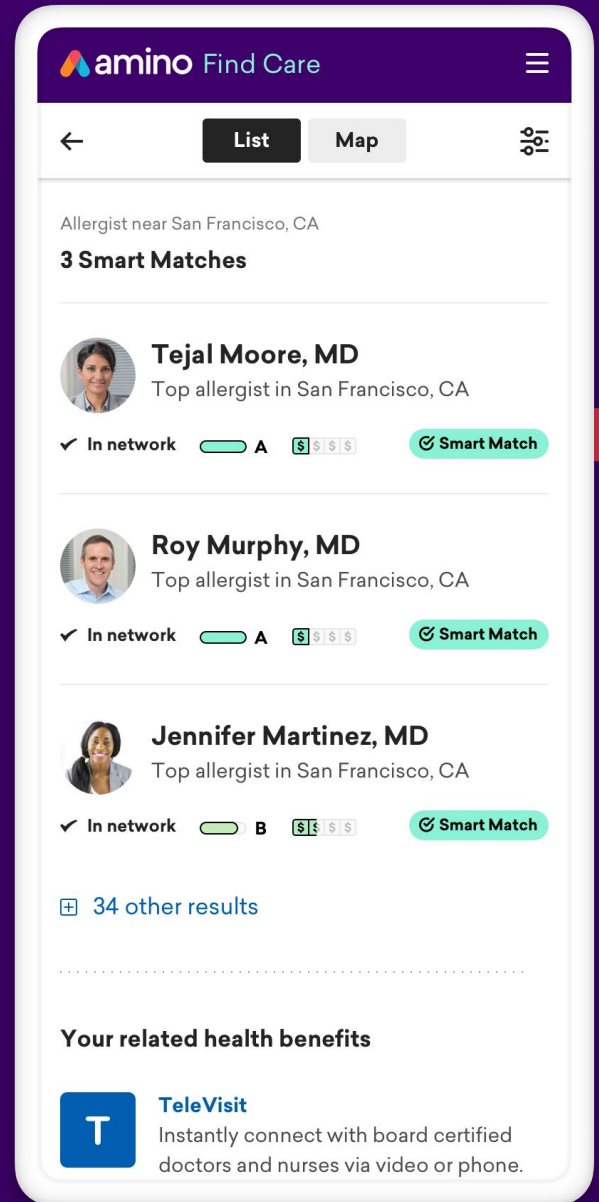 amino Find Care
List Map
Allergist near San Francisco, CA
3 Smart Matches
Tejal Moore, MD
Top allergist in San Francisco, CA
In network A $ $ $ $ Smart Match
Roy Murphy, MD
Top allergist in San Francisco, CA
In network A $ $ $ $ Smart Match
Jennifer Martinez, MD
Top allergist in San Francisco, CA
In network B $ $ $ $ Smart Match
34 other results
Your related health benefits
T
TeleVisit
Instantly connect with board certified
doctors and nurses via video or phone.